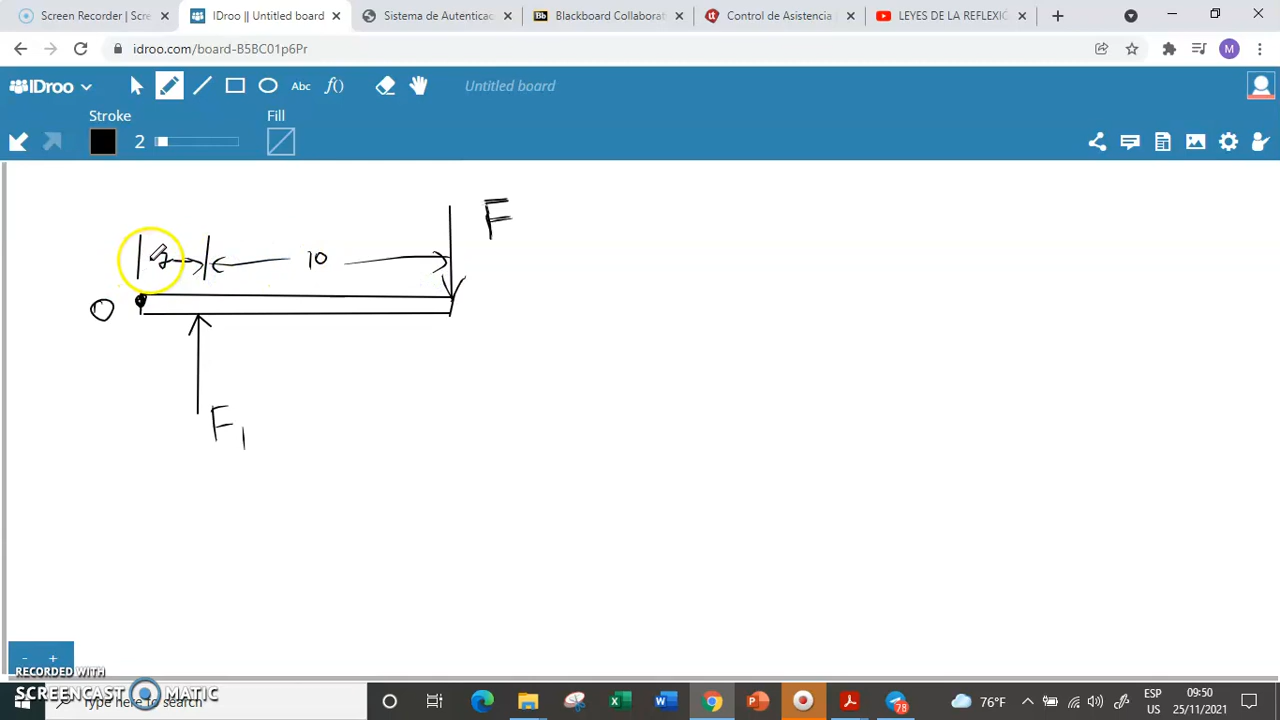 Screen Recorder | Scre
IDroo || Untitled board
Sistema de Autenticac
Blackboard Collaborat
Control de Asistencia
LEYES DE LA REFLEXIÓ
idroo.com/board-B5BC01p6Pr
M
IDroo
Abc
f()
Untitled board
Stroke
Fill
2
F
10
O
F1
- +
RECORDED WITH
SCREENCAST MATIC
Type here to search
78
76°F
ESP
US
09:50
25/11/2021